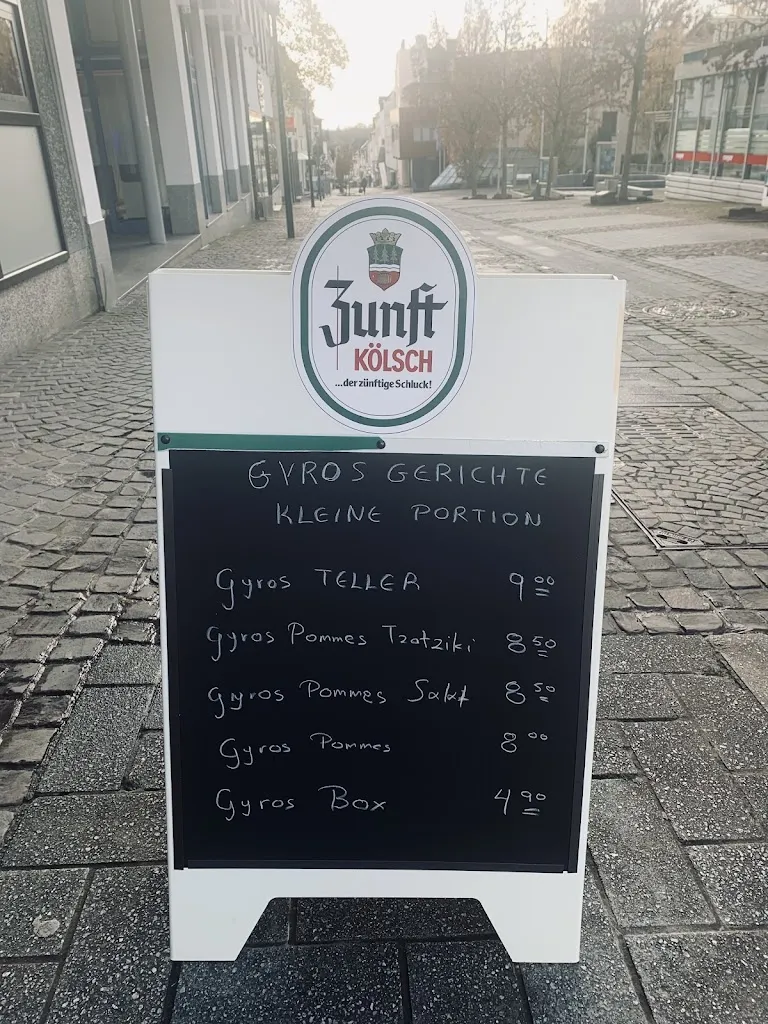 Zunft
KÖLSCH
...der zünftige Schluck!
GYROS GERICHTE
KLEINE PORTION
Gyros TELLER 9 00
Gyros Pommes Tzatziki 8 50
Gyros Pommes Salat 8 50
Gyros Pommes 8 00
Gyros Box 4 90